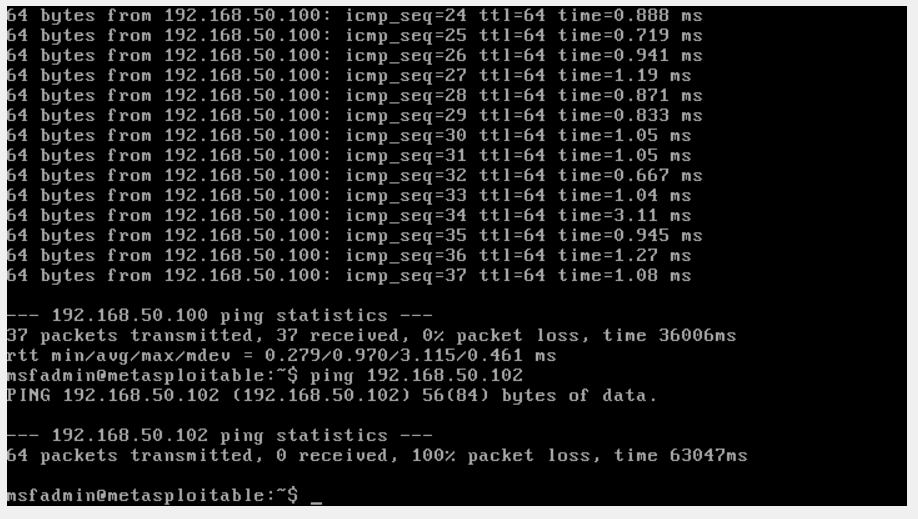 64 bytes from 192.168.50.100: icmp_seq=24 ttl=64 time=0.888 ms
64 bytes from 192.168.50.100: icmp_seq=25 ttl=64 time=0.719 ms
64 bytes from 192.168.50.100: icmp_seq=26 ttl=64 time=0.941 ms
64 bytes from 192.168.50.100: icmp_seq=27 ttl=64 time=1.19 ms
64 bytes from 192.168.50.100: icmp_seq=28 ttl=64 time=0.871 ms
64 bytes from 192.168.50.100: icmp_seq=29 ttl=64 time=0.833 ms
64 bytes from 192.168.50.100: icmp_seq=30 ttl=64 time=1.05 ms
64 bytes from 192.168.50.100: icmp_seq=31 ttl=64 time=1.05 ms
64 bytes from 192.168.50.100: icmp_seq=32 ttl=64 time=0.667 ms
64 bytes from 192.168.50.100: icmp_seq=33 ttl=64 time=1.04 ms
64 bytes from 192.168.50.100: icmp_seq=34 ttl=64 time=3.11 ms
64 bytes from 192.168.50.100: icmp_seq=35 ttl=64 time=0.945 ms
64 bytes from 192.168.50.100: icmp_seq=36 ttl=64 time=1.27 ms
64 bytes from 192.168.50.100: icmp_seq=37 ttl=64 time=1.08 ms
--- 192.168.50.100 ping statistics ---
37 packets transmitted, 37 received, 0% packet loss, time 36006ms
rtt min/avg/max/mdev = 0.279/0.970/3.115/0.461 ms
msfadmin@metasploitable:~$ ping 192.168.50.102
PING 192.168.50.102 (192.168.50.102) 56(84) bytes of data.
--- 192.168.50.102 ping statistics ---
64 packets transmitted, 0 received, 100% packet loss, time 63047ms
msfadmin@metasploitable:~$ _